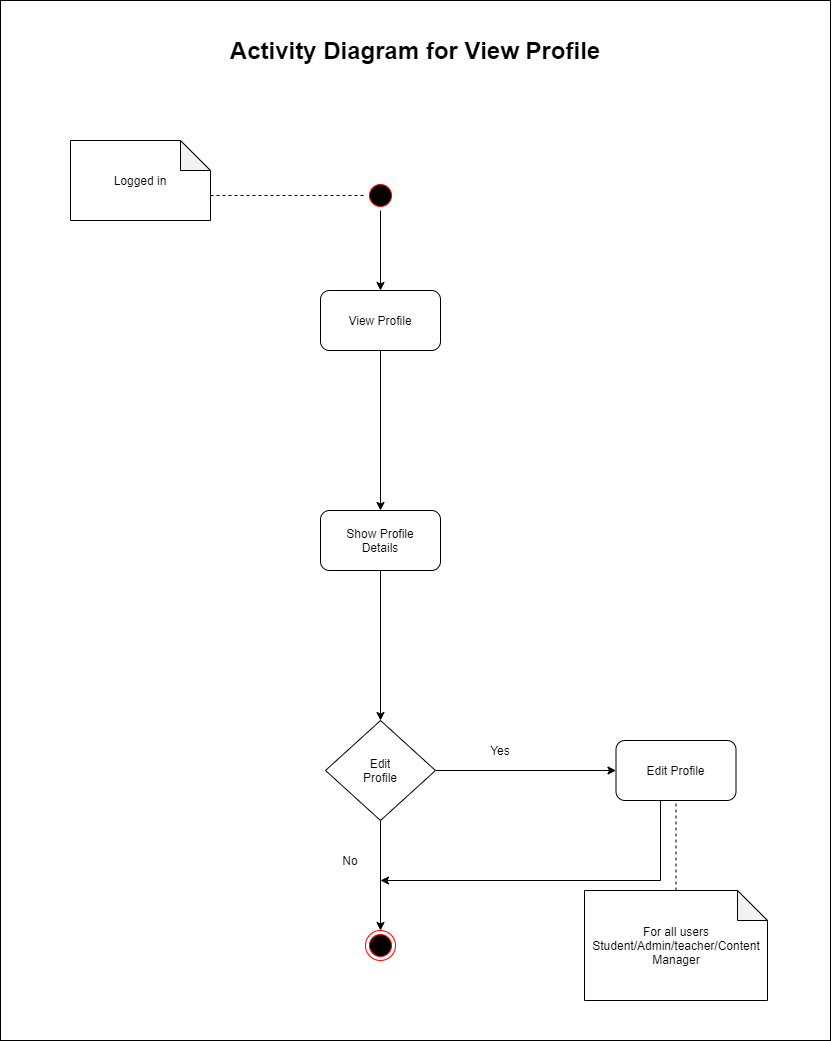 Activity Diagram for View Profile
Logged in
View Profile
Show Profile
Details
Edit
Profile
Yes
Edit Profile
No
For all users
Student/Admin/teacher/Content
Manager